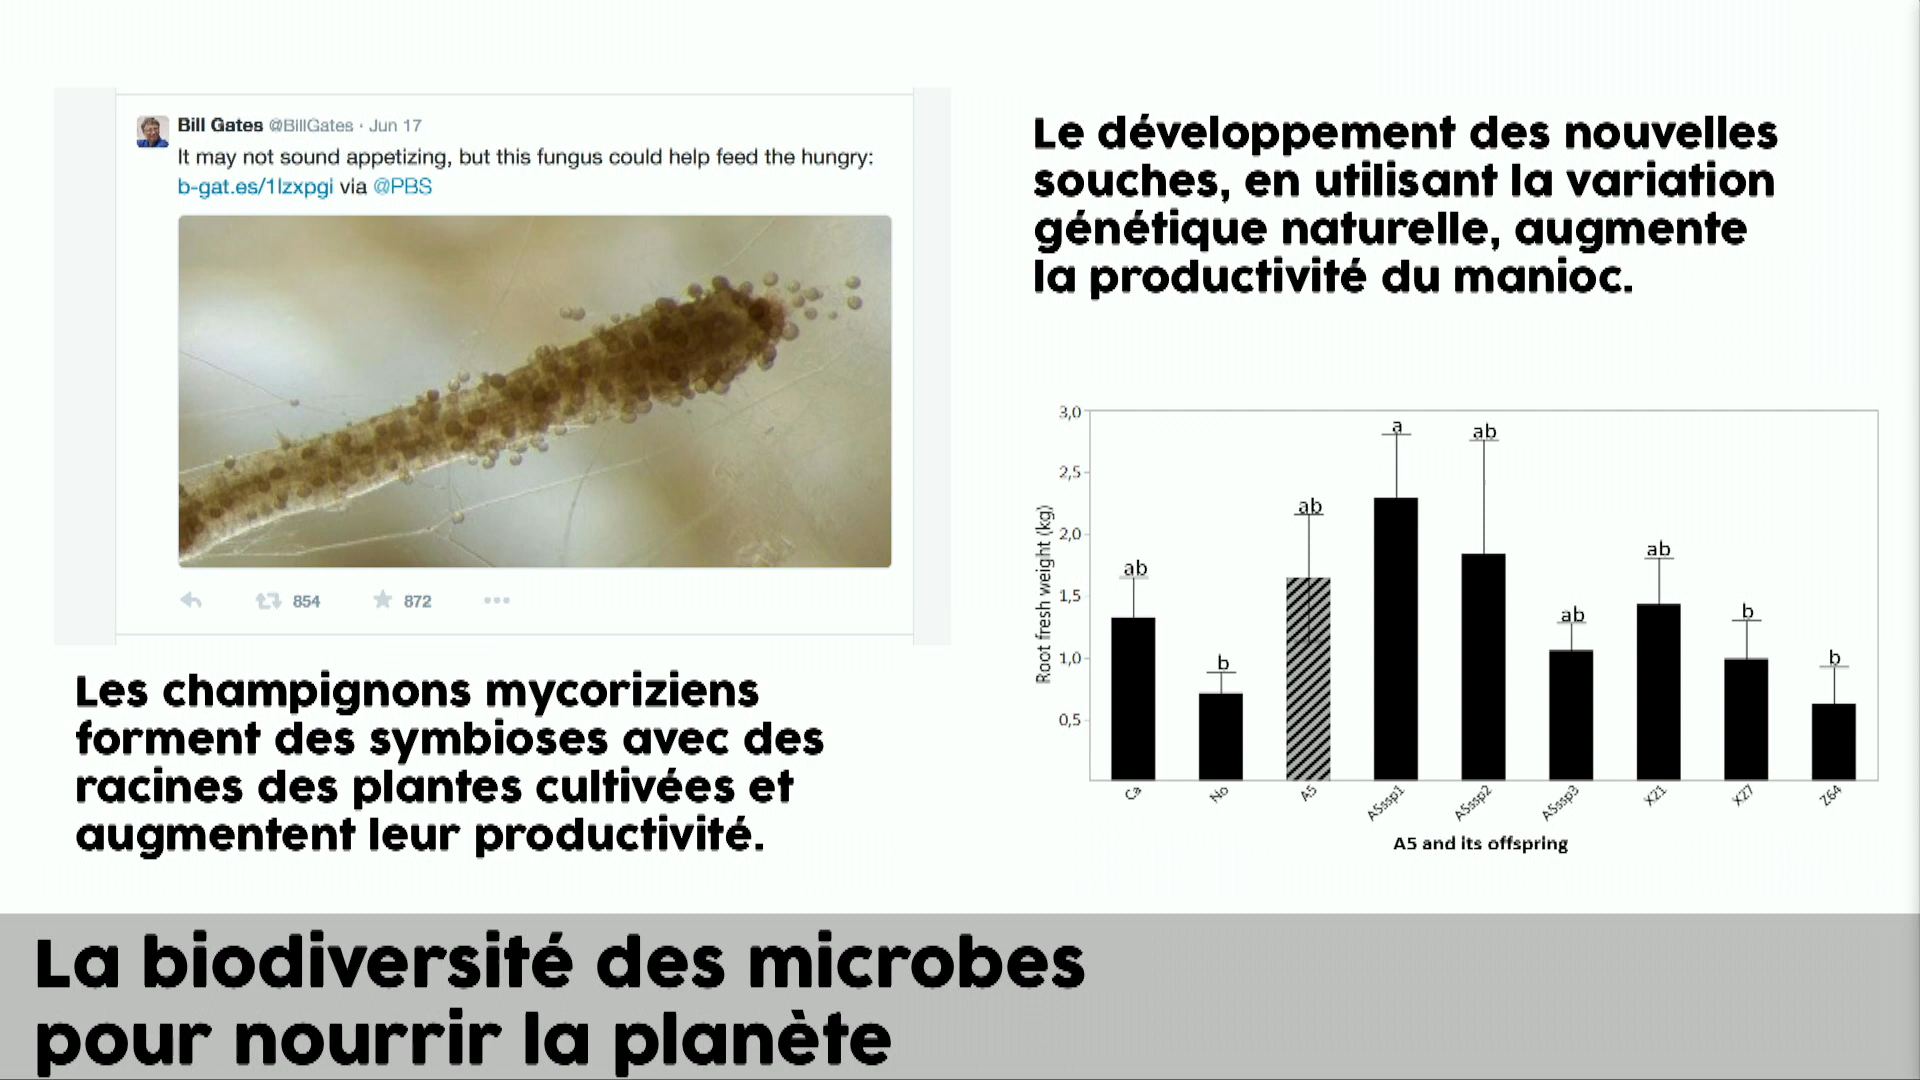 Bill Gates @BillGates · Jun 17
It may not sound appetizing, but this fungus could help feed the hungry:
b-gat.es/1lzxpgi via @PBS
854 872
Les champignons mycoriziens
forment des symbioses avec des
racines des plantes cultivées et
augmentent leur productivité.
Le développement des nouvelles
souches, en utilisant la variation
génétique naturelle, augmente
la productivité du manioc.
Root fresh weight (kg)
3,0
2,5
2,0
1,5
1,0
0,5
ab b ab a ab ab ab b b
Ca No A5 A5ssp1 A5ssp2 A5ssp3 X21 X27 Z64
A5 and its offspring
La biodiversité des microbes
pour nourrir la planète